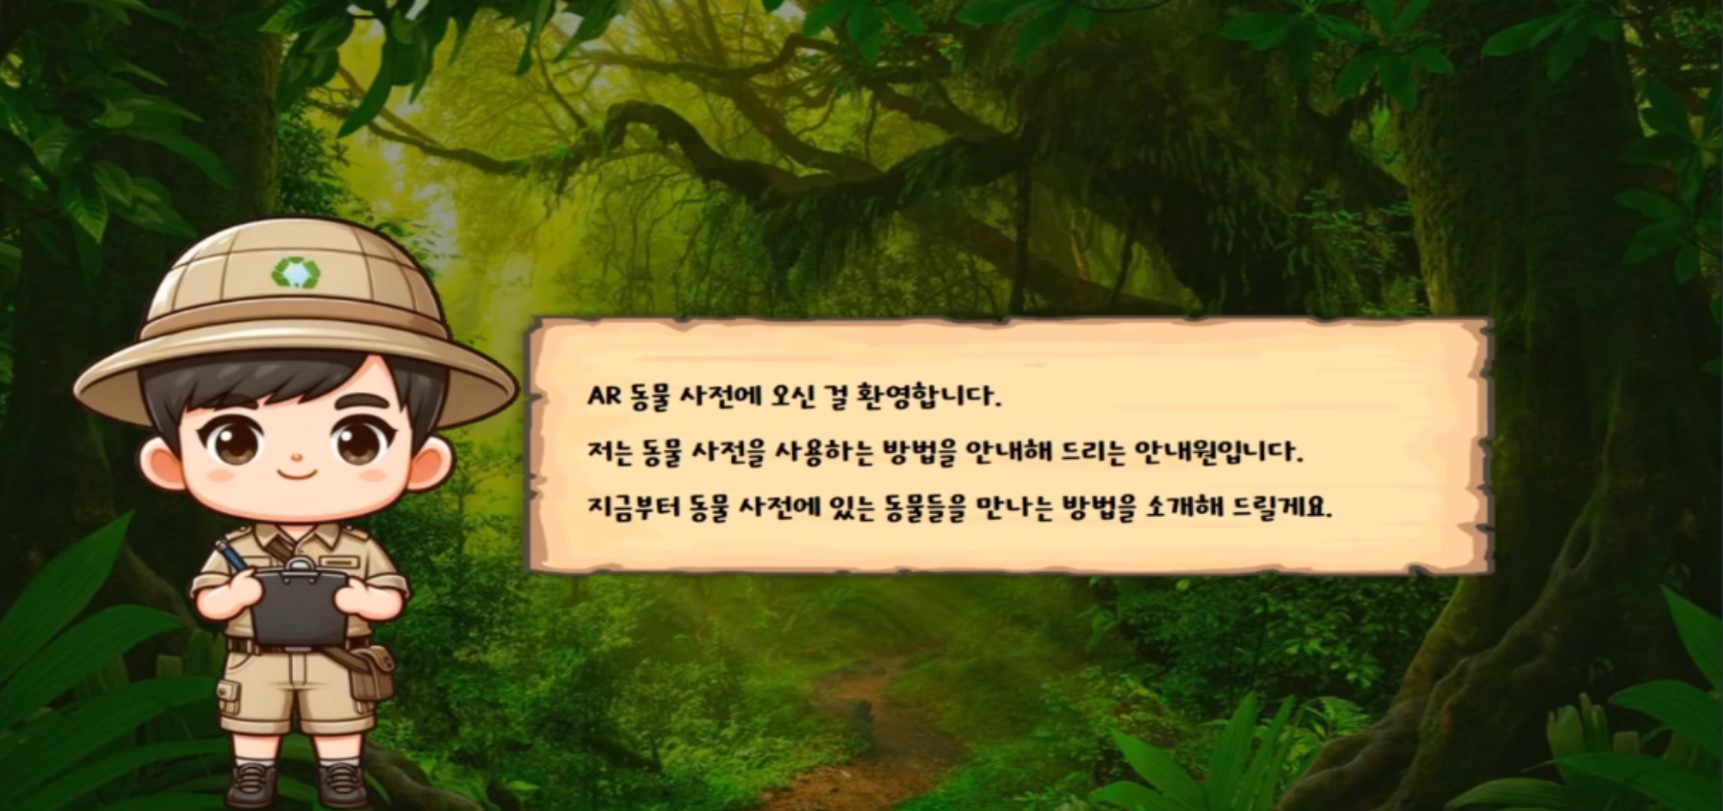 AR 동물 사전에 오신 걸 환영합니다.
저는 동물 사전을 사용하는 방법을 안내해 드리는 안내원입니다.
지금부터 동물 사전에 있는 동물들을 만나는 방법을 소개해 드릴게요.